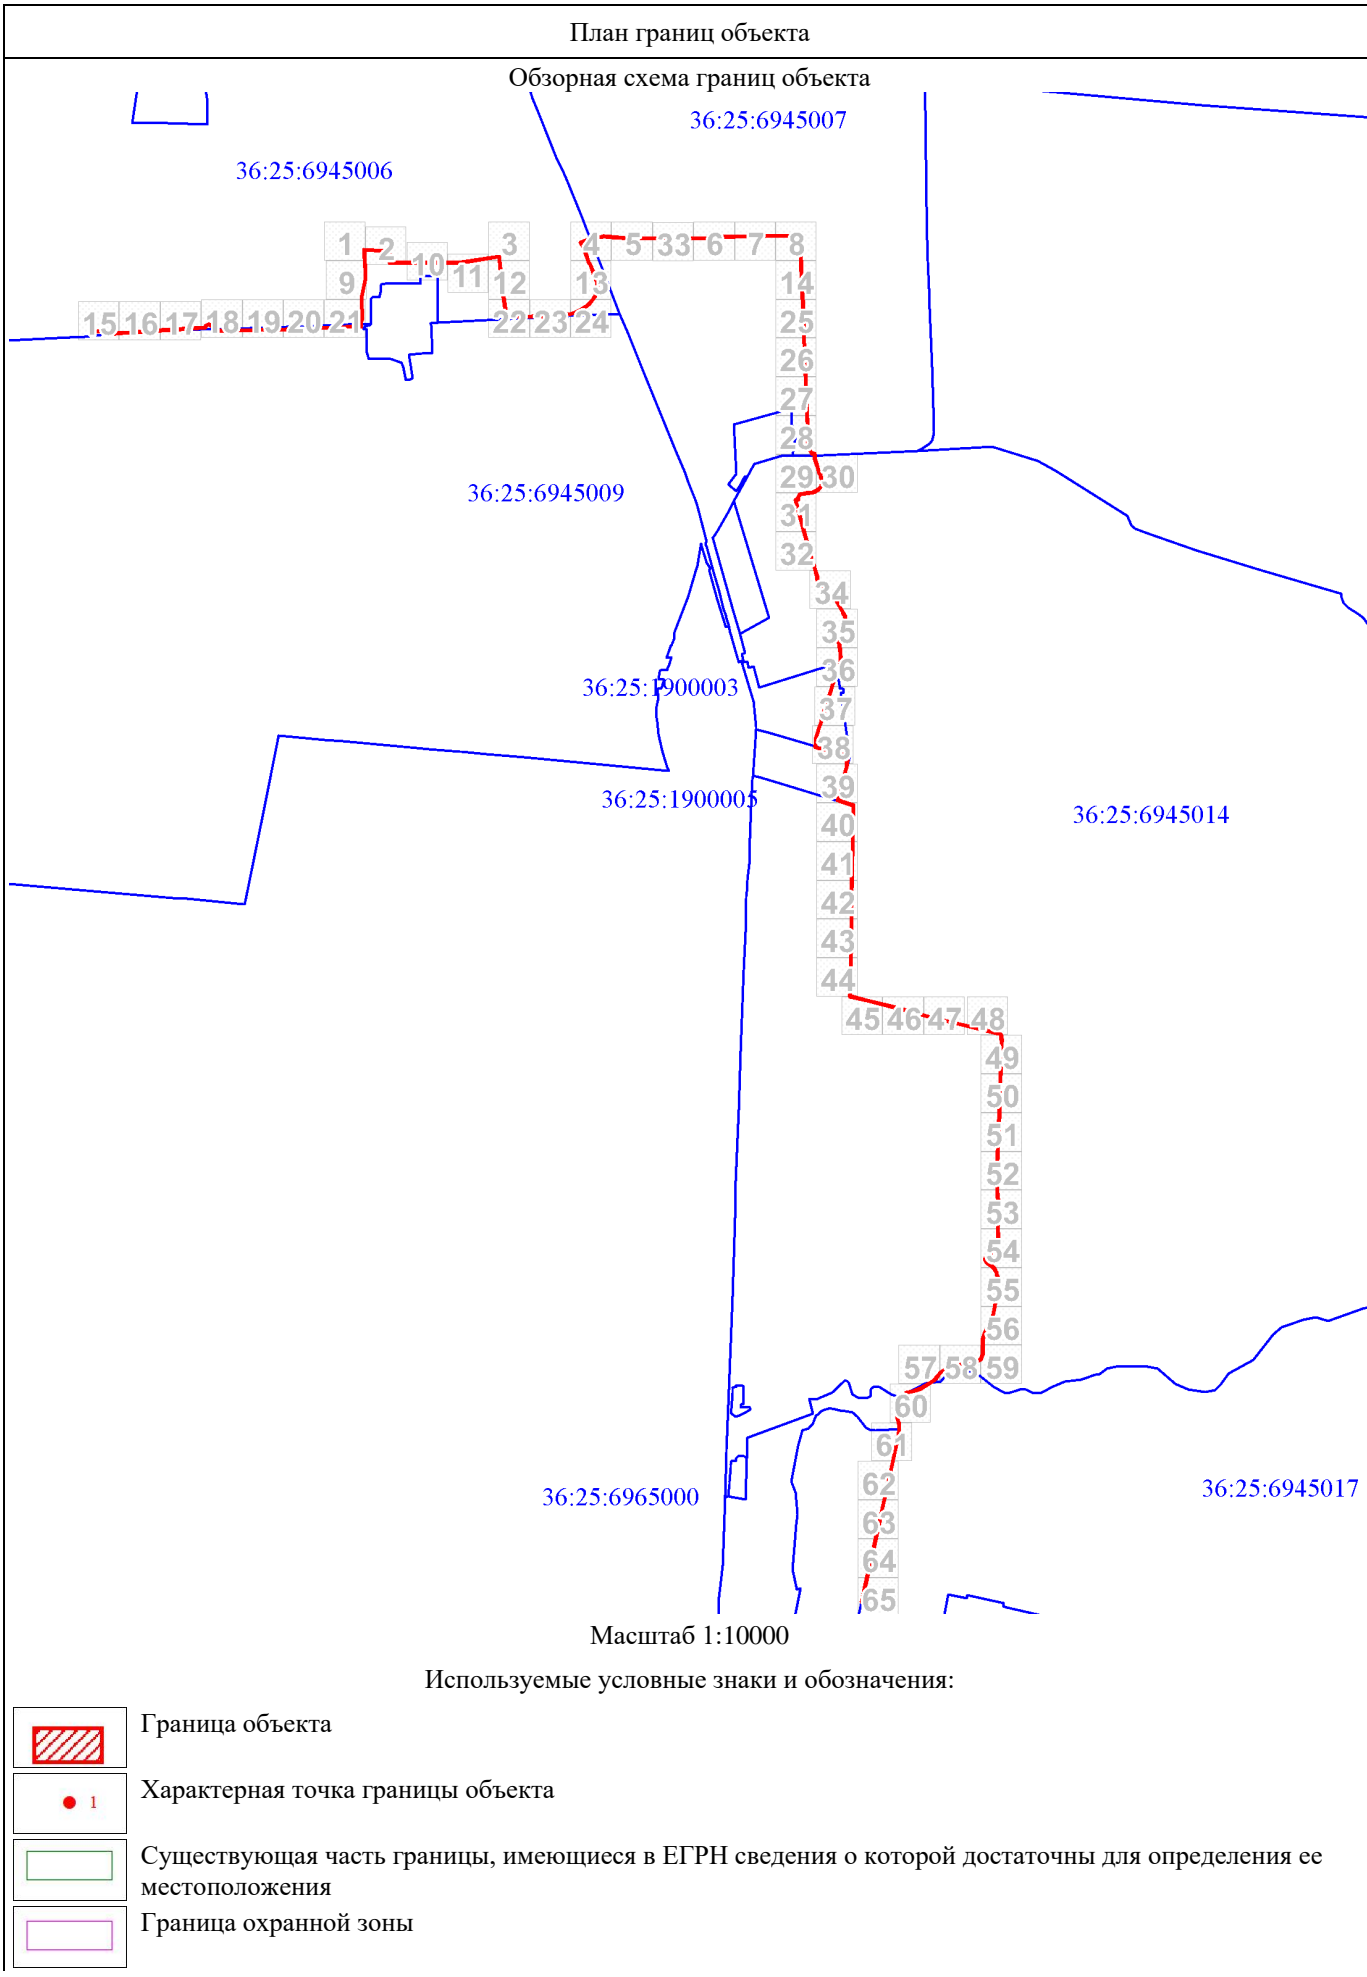 План границ объекта
Обзорная схема границ объекта
36:25:6945007
36:25:6945006
1 2 3 4 5 33 6 7 8
10
9 11 12 13 14
15 16 17 18 19 20 21 22 23 24 25
26
27
28
36:25:6945009
29 30
31
32
34
35
36
36:25:1900003
37
38
39
36:25:1900005
36:25:6945014
40
41
42
43
44
45 46 47 48
49
50
51
52
53
54
55
56
57 58 59
60
61
62
36:25:6965000
36:25:6945017
63
64
65
Масштаб 1:10000
Используемые условные знаки и обозначения:
Граница объекта
1 Характерная точка границы объекта
Существующая часть границы, имеющиеся в ЕГРН сведения о которой достаточны для определения ее
местоположения
Граница охранной зоны